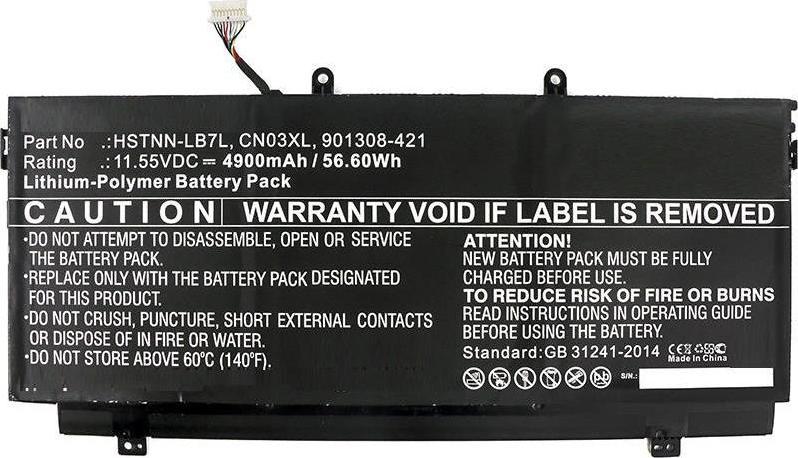 Part No .: HSTNN-LB7L, CN03XL, 901308-421
Rating .: 11.55VDC ⎓ 4900mAh / 56.60Wh
Lithium-Polymer Battery Pack
CAUTION WARRANTY VOID IF LABEL IS REMOVED
•DO NOT ATTEMPT TO DISASSEMBLE, OPEN OR SERVICE
THE BATTERY PACK.
•REPLACE ONLY WITH THE BATTERY PACK DESIGNATED
FOR THIS PRODUCT.
•DO NOT CRUSH, PUNCTURE, SHORT EXTERNAL CONTACTS
OR DISPOSE OF IN FIRE OR WATER.
•DO NOT STORE ABOVE 60ºC (140ºF).
ATTENTION!
NEW BATTERY PACK MUST BE FULLY
CHARGED BEFORE USE.
TO REDUCE RISK OF FIRE OR BURNS
READ INSTRUCTIONS IN OPERATING GUIDE
BEFORE USING THE BATTERY.
Standard:GB 31241-2014
CE
Made In China
S/N.: